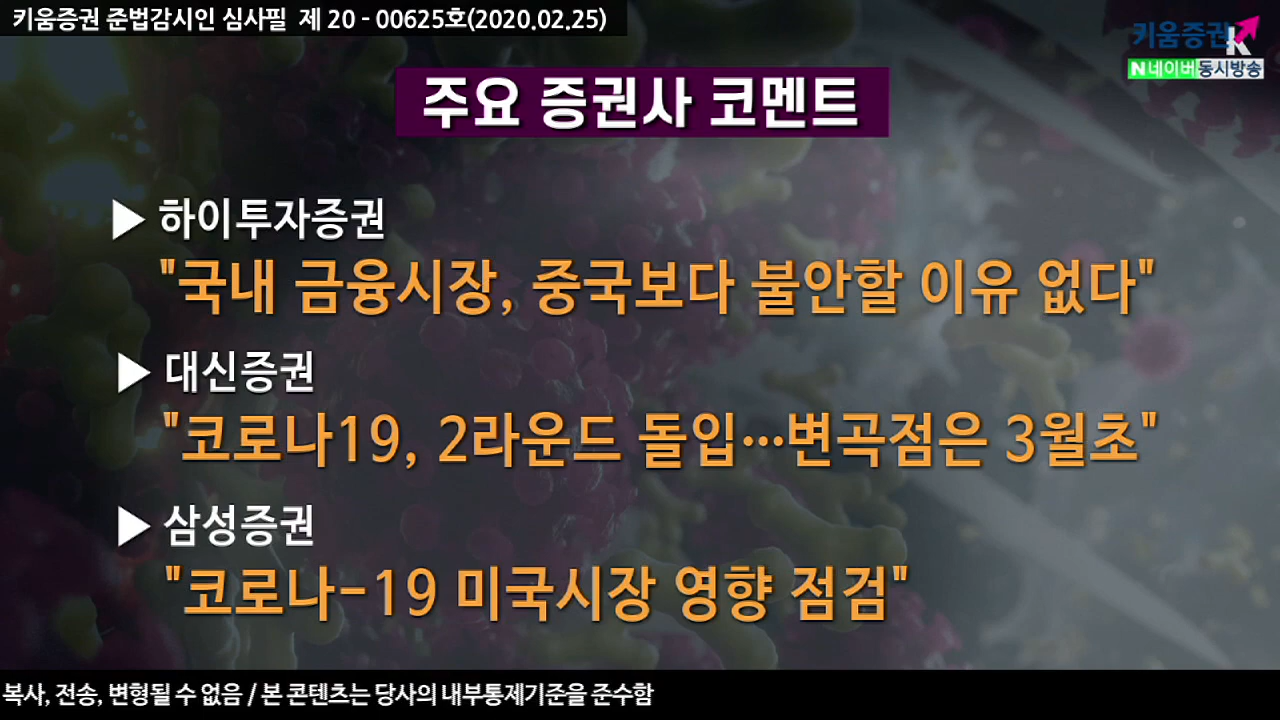 키움증권 준법감시인 심사필 제 20 - 00625호(2020.02.25)
키움증권
N 네이버 동시방송
주요 증권사 코멘트
▶ 하이투자증권
"국내 금융시장, 중국보다 불안할 이유 없다"
▶ 대신증권
"코로나19, 2라운드 돌입…변곡점은 3월초"
▶ 삼성증권
"코로나-19 미국시장 영향 점검"
복사, 전송, 변형될 수 없음 / 본 콘텐츠는 당사의 내부통제기준을 준수함